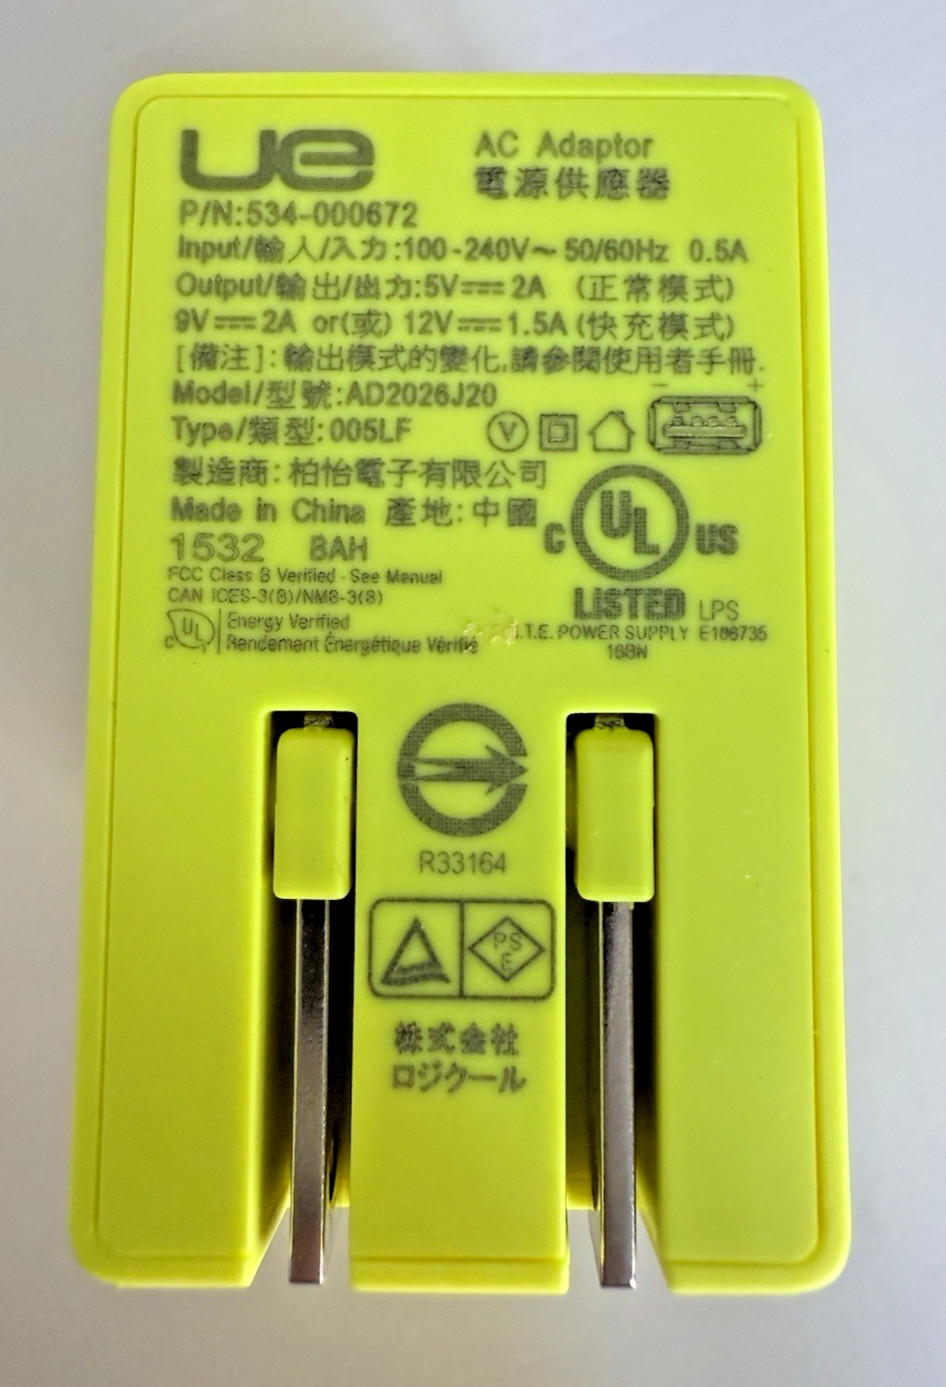 ue
AC Adaptor
電源供應器
P/N:534-000672
Input/輸入/入力:100-240V~ 50/60Hz 0.5A
Output/輸出/出力:5V⎓2A (正常模式)
9V⎓2A or(或) 12V⎓1.5A (快充模式)
[備注]: 輸出模式的變化,請參閱使用者手冊.
Model/型號:AD2026J20
Type/類型:005LF
V
- +
製造商: 柏怡電子有限公司
Made in China 產地: 中國
C UL US
1532 BAH
LISTED LPS
FCC Class B Verified - See Manual
CAN ICES-3(B)/NMB-3(B)
I.T.E. POWER SUPPLY E186735
16BN
C UL
Energy Verified
Rendement Énergétique Vérifié
R33164
PS
E
株式会社
ロジクール